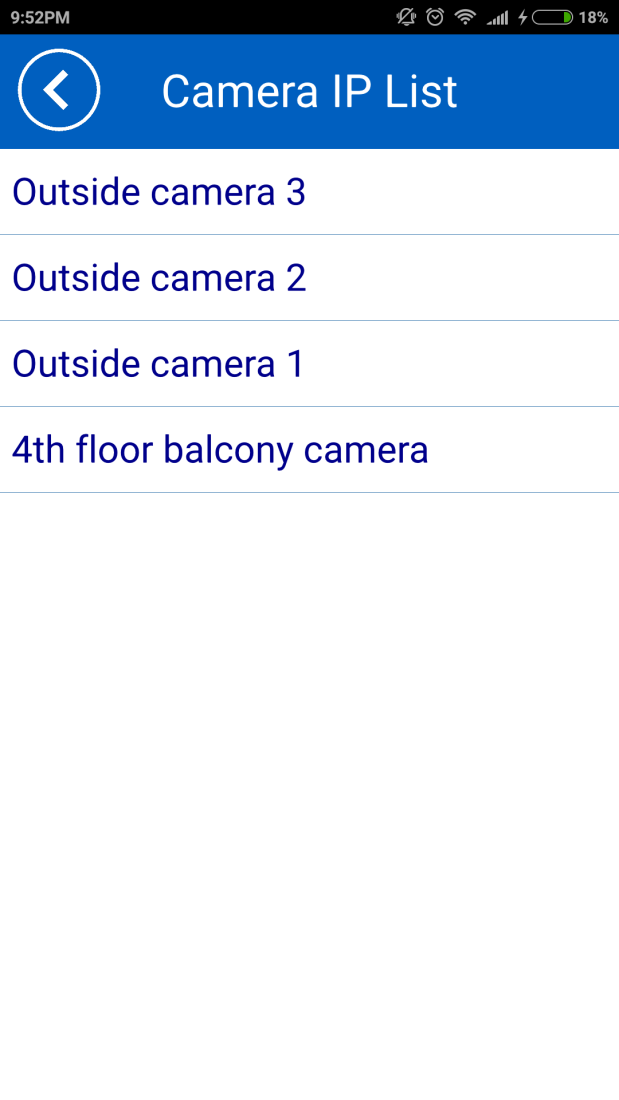 9:52PM 18%
Camera IP List
Outside camera 3
Outside camera 2
Outside camera 1
4th floor balcony camera